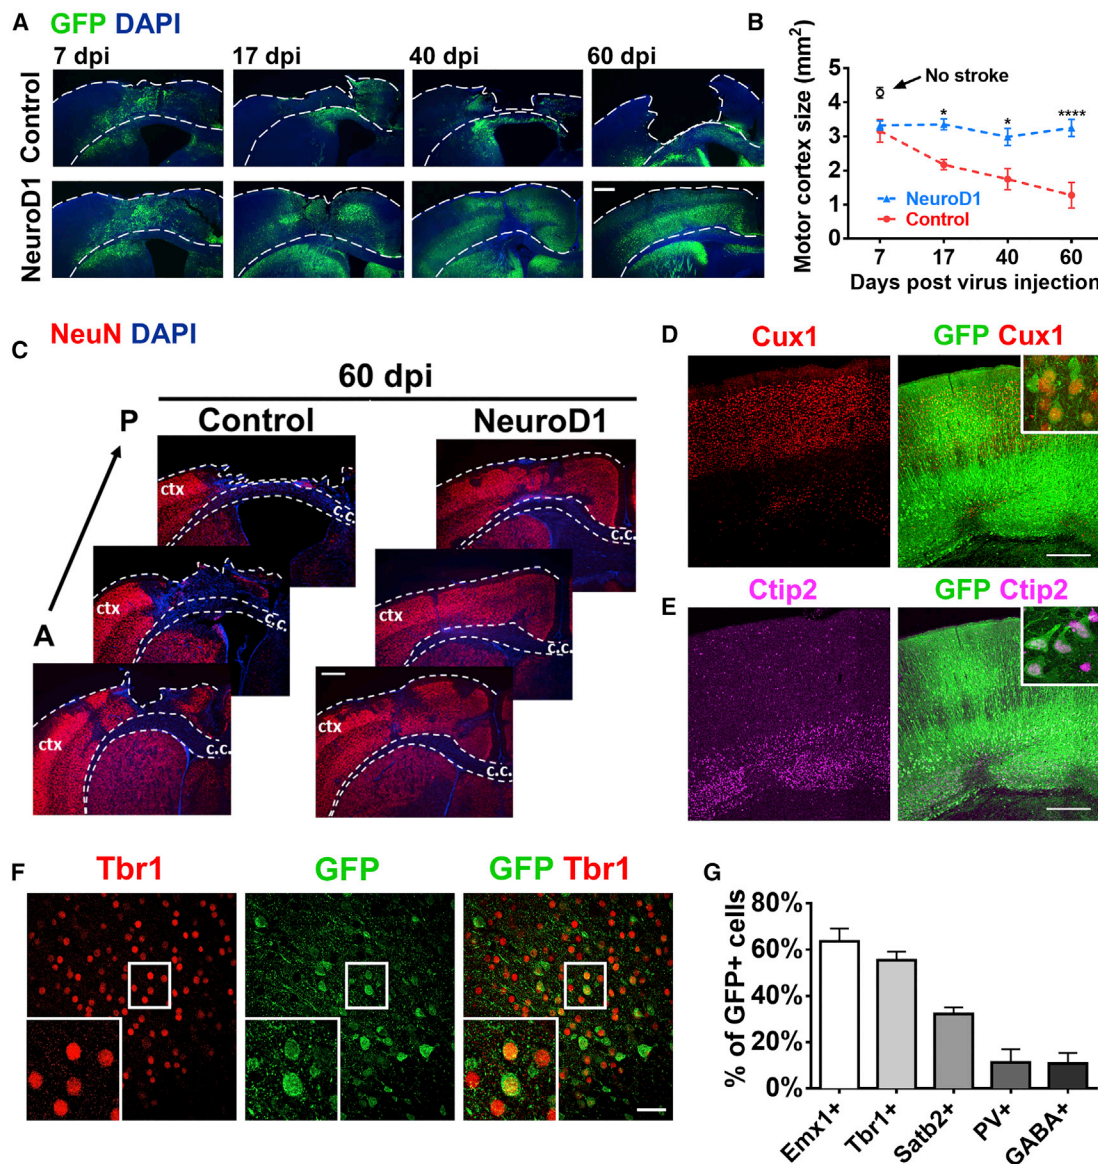 A GFP DAPI
7 dpi 17 dpi 40 dpi 60 dpi
Control
NeuroD1
B
Motor cortex size (mm²)
5
4
3
2
1
0
No stroke
* * ****
NeuroD1
Control
7 17 40 60
Days post virus injection
C NeuN DAPI
60 dpi
P
Control NeuroD1
A
ctx
c.c.
ctx
c.c.
ctx
c.c.
ctx
c.c.
ctx
c.c.
ctx
c.c.
D Cux1 GFP Cux1
E Ctip2 GFP Ctip2
F Tbr1 GFP GFP Tbr1
G
% of GFP+ cells
80%
60%
40%
20%
0%
Emx1+ Tbr1+ Satb2+ PV+ GABA+